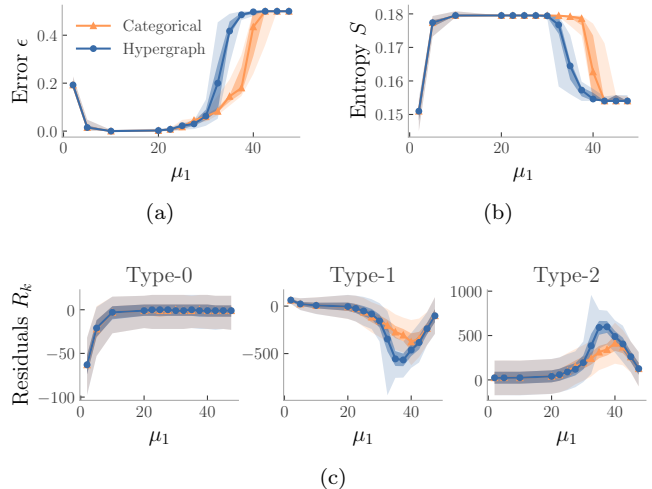 Error ϵ
0.4
0.2
0.0
Categorical
Hypergraph
0
20
40
μ₁
(a)
Entropy S
0.18
0.17
0.16
0.15
0
20
40
μ₁
(b)
Residuals Rₖ
Type-0
0
−50
−100
0
20
40
μ₁
Type-1
0
−500
0
20
40
μ₁
Type-2
1000
500
0
0
20
40
μ₁
(c)